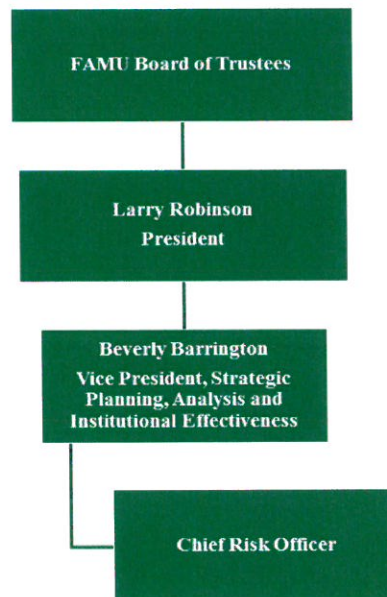 FAMU Board of Trustees
Larry Robinson
President
Beverly Barrington
Vice President, Strategic
Planning, Analysis and
Institutional Effectiveness
Chief Risk Officer